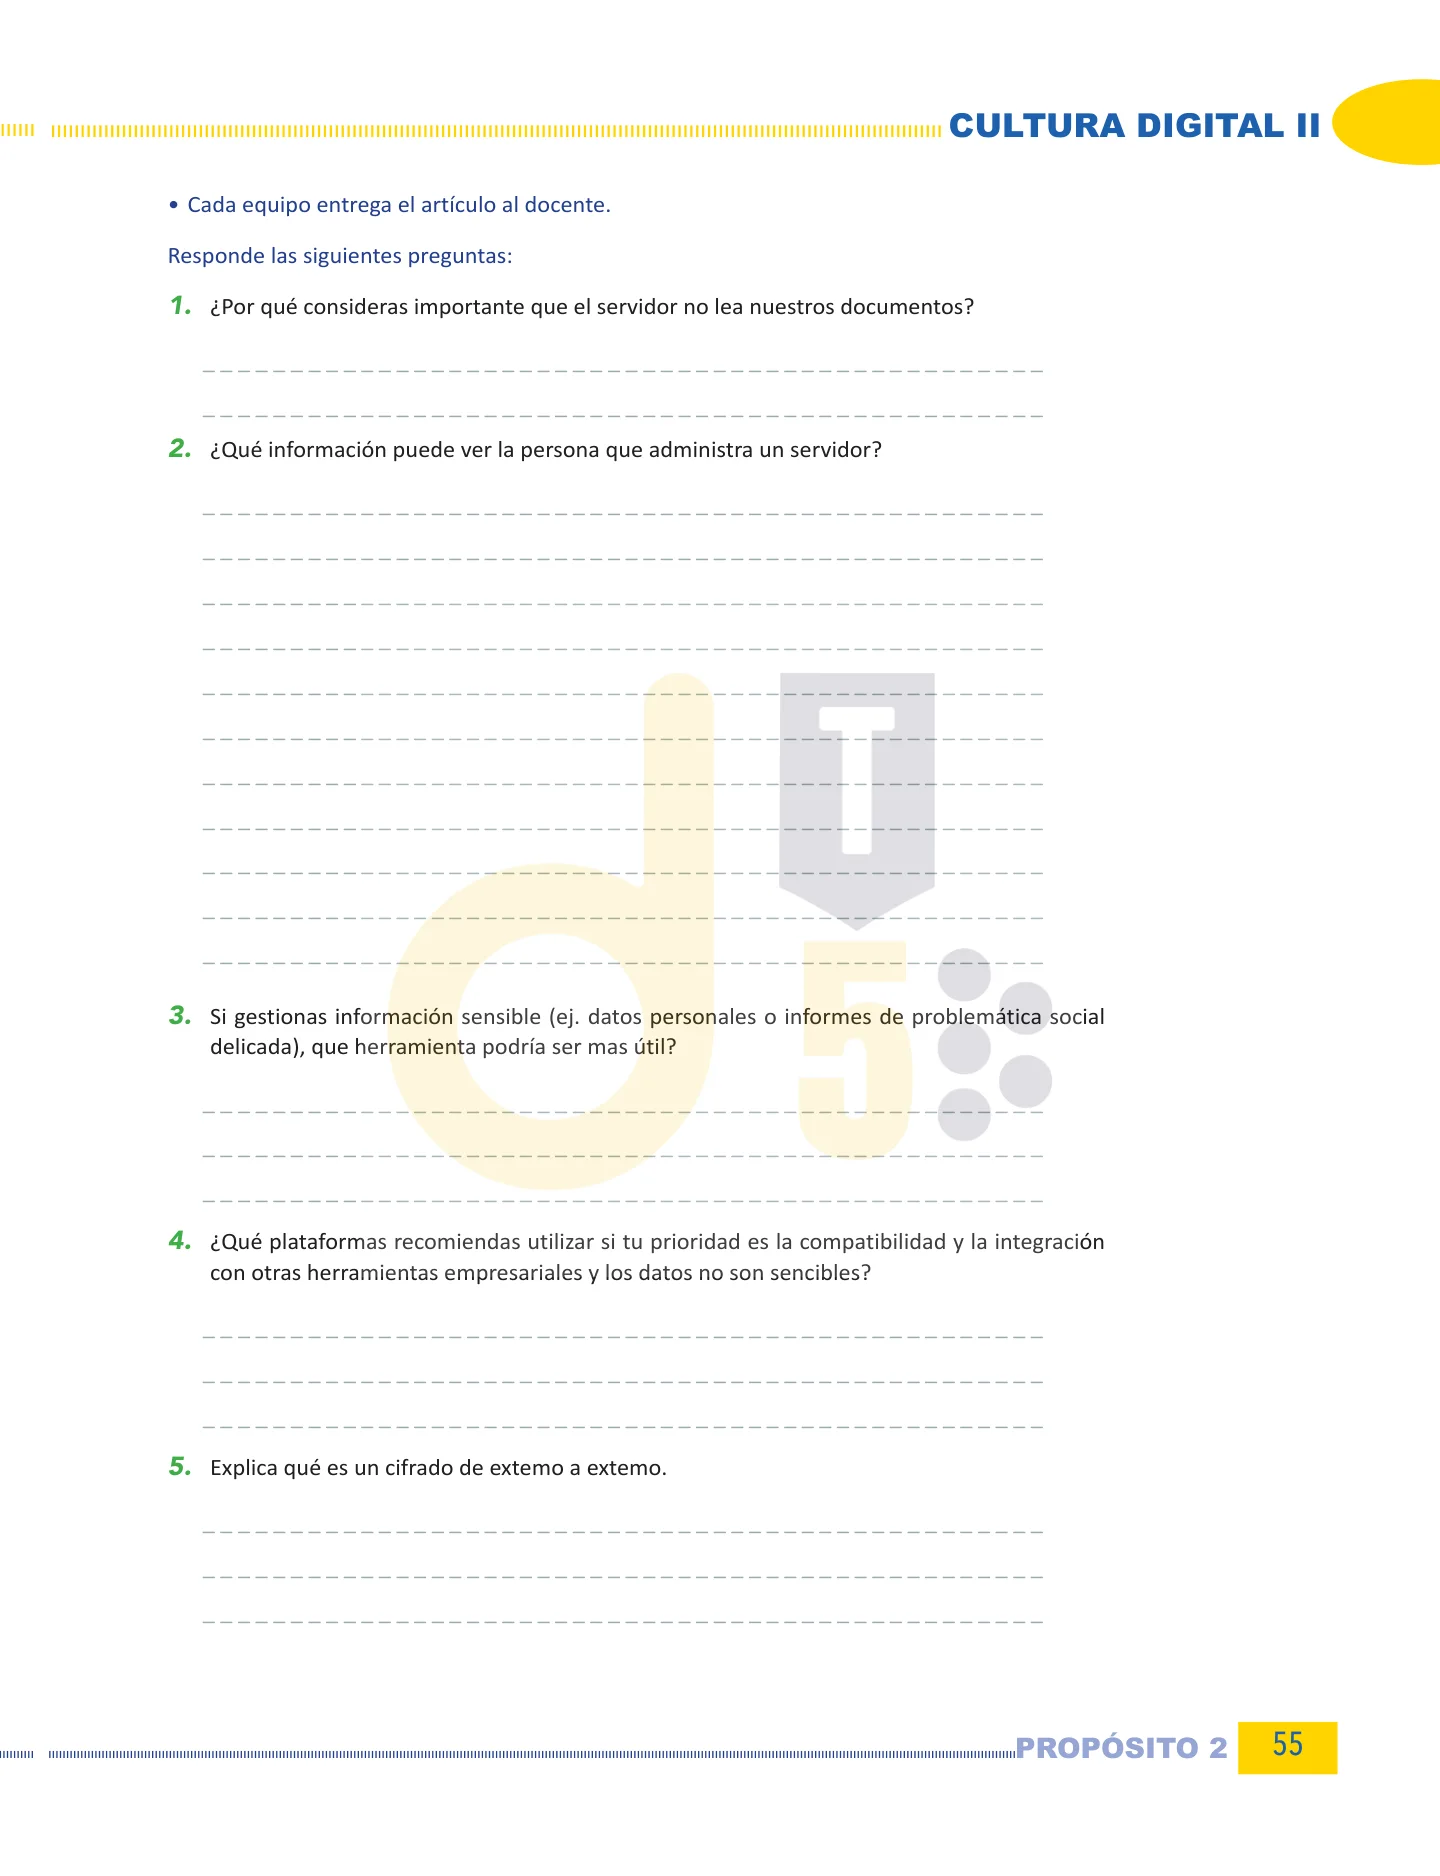 CULTURA DIGITAL II
• Cada equipo entrega el artículo al docente.
Responde las siguientes preguntas:
1. ¿Por qué consideras importante que el servidor no lea nuestros documentos?
2. ¿Qué información puede ver la persona que administra un servidor?
3. Si gestionas información sensible (ej. datos personales o informes de problemática social
delicada), que herramienta podría ser mas útil?
4. ¿Qué plataformas recomiendas utilizar si tu prioridad es la compatibilidad y la integración
con otras herramientas empresariales y los datos no son sencibles?
5. Explica qué es un cifrado de extemo a extemo.
d T 5
PROPÓSITO 2 55